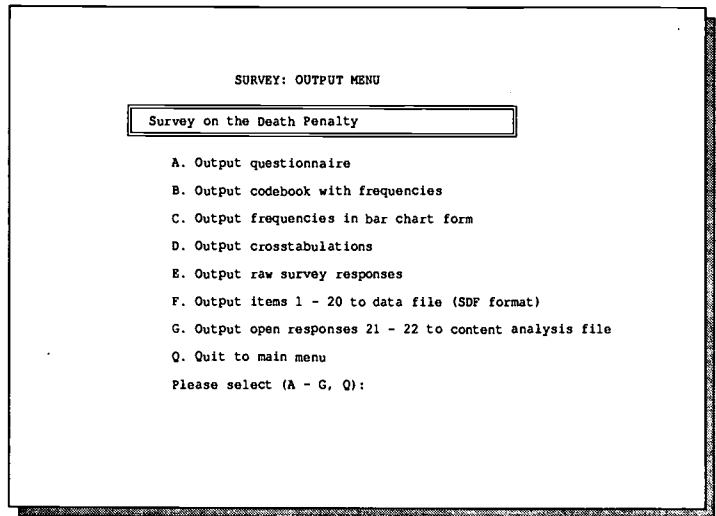 SURVEY: OUTPUT MENU
Survey on the Death Penalty
A. Output questionnaire
B. Output codebook with frequencies
C. Output frequencies in bar chart form
D. Output crosstabulations
E. Output raw survey responses
F. Output items 1 - 20 to data file (SDF format)
G. Output open responses 21 - 22 to content analysis file
Q. Quit to main menu
Please select (A - G, Q):